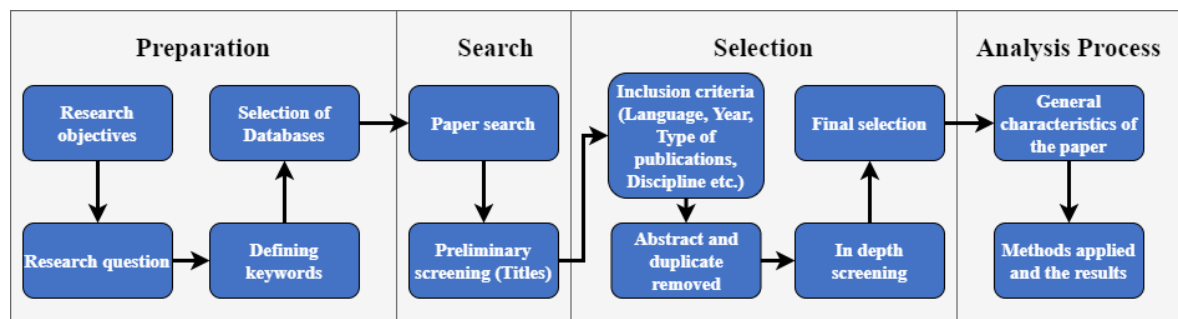 Preparation
Research
objectives
Research question
Defining
keywords
Selection of
Databases
Search
Paper search
Preliminary
screening (Titles)
Selection
Inclusion criteria
(Language, Year,
Type of
publications,
Discipline etc.)
Abstract and
duplicate
removed
In depth
screening
Final selection
Analysis Process
General
characteristics of
the paper
Methods applied
and the results